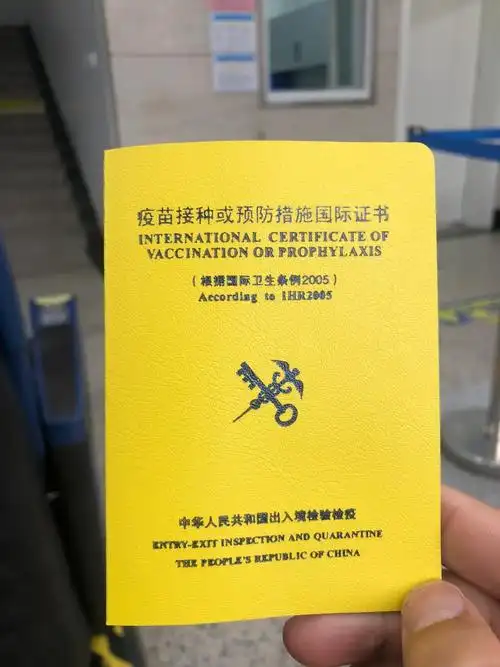 疫苗接种或预防措施国际证书
INTERNATIONAL CERTIFICATE OF
VACCINATION OR PROPHYLAXIS
(根据国际卫生条例2005)
According to IHR2005
中华人民共和国出入境检验检疫
ENTRY-EXIT INSPECTION AND QUARANTINE
THE PEOPLE'S REPUBLIC OF CHINA